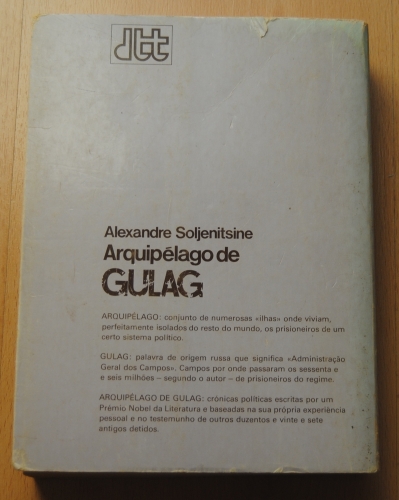 dtt
Alexandre Soljenitsine
Arquipélago de
GULAG
ARQUIPÉLAGO: conjunto de numerosas «ilhas» onde viviam,
perfeitamente isolados do resto do mundo, os prisioneiros de um
certo sistema político.
GULAG: palavra de origem russa que significa «Administração
Geral dos Campos». Campos por onde passaram os sessenta e
e seis milhões – segundo o autor – de prisioneiros do regime.
ARQUIPÉLAGO DE GULAG: crónicas políticas escritas por um
Prémio Nobel da Literatura e baseadas na sua própria experiência
pessoal e no testemunho de outros duzentos e vinte e sete
antigos detidos.